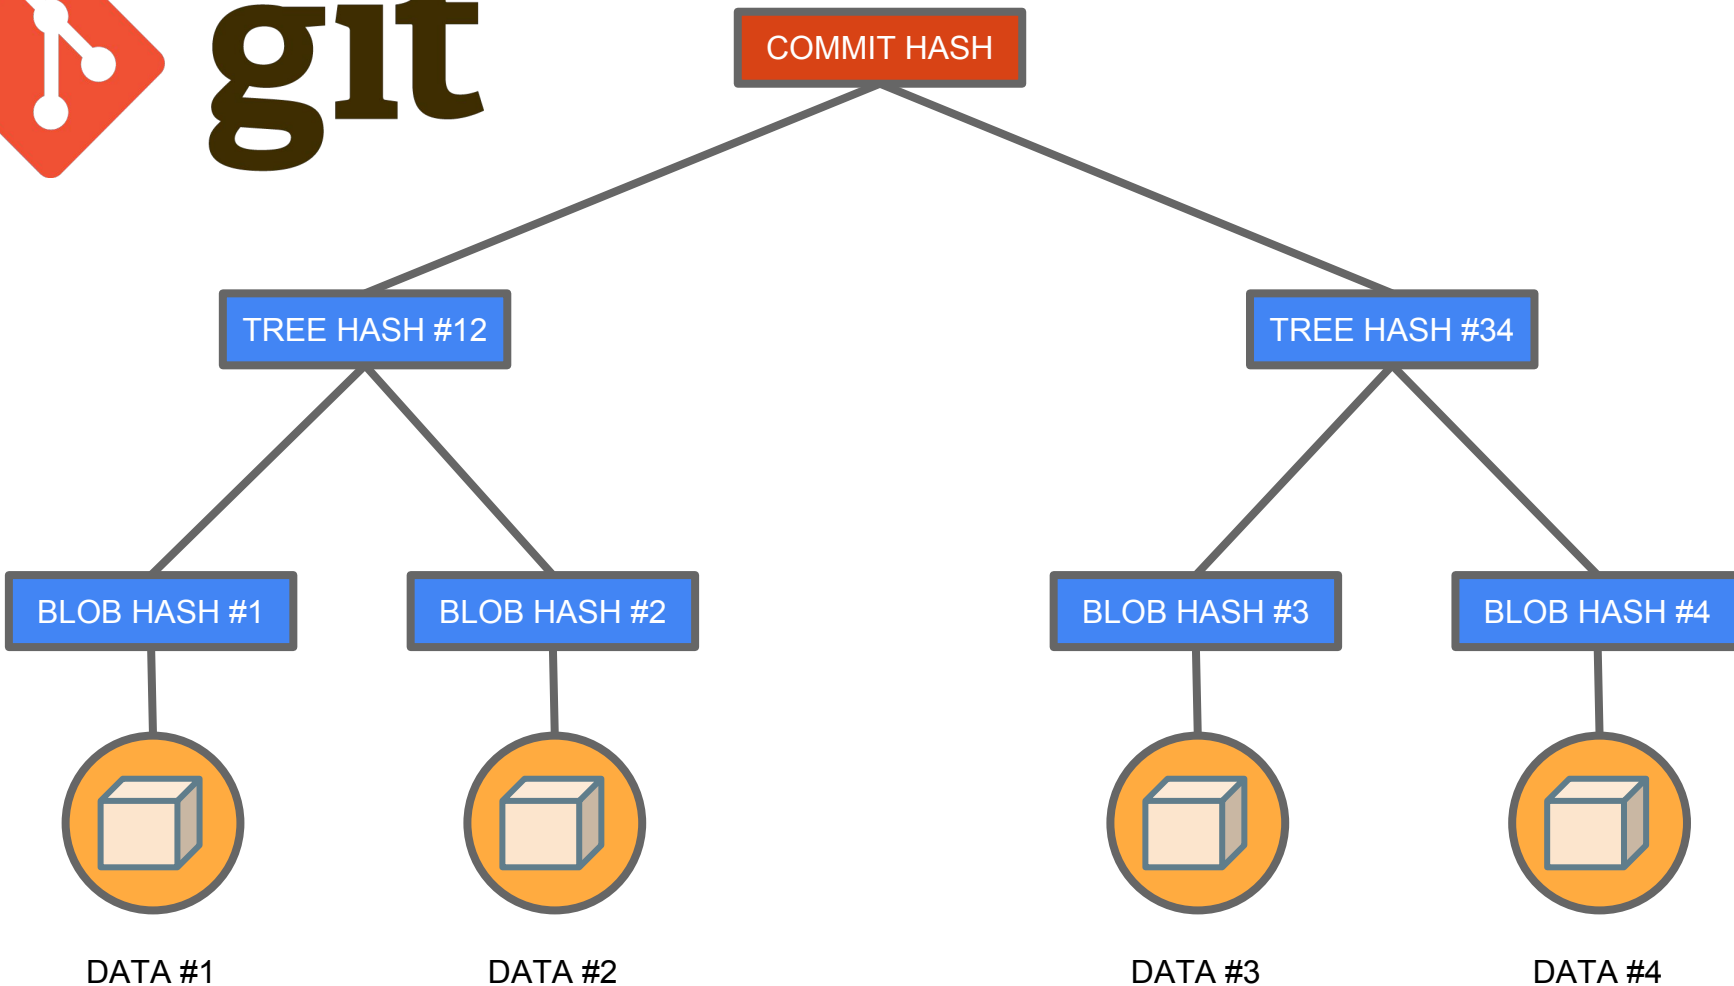 git
COMMIT HASH
TREE HASH #12
TREE HASH #34
BLOB HASH #1
BLOB HASH #2
BLOB HASH #3
BLOB HASH #4
DATA #1
DATA #2
DATA #3
DATA #4